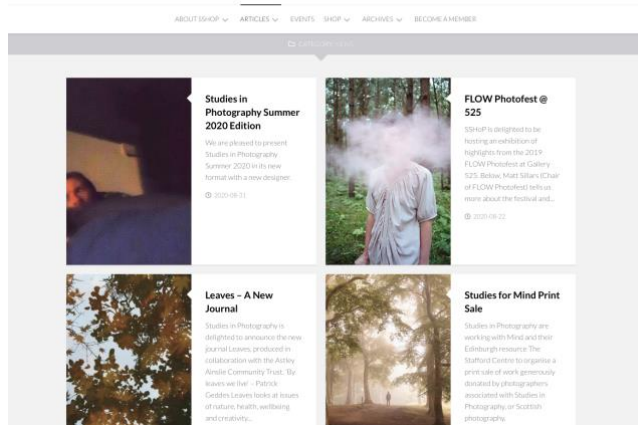 ABOUT SSHOP ARTICLES EVENTS SHOP ARCHIVES BECOME A MEMBER
CATEGORY:
Studies in
Photography Summer
2020 Edition
We are pleased to present
Studies in Photography
Summer 2020 in its new
format with a new designer.
2020-08-31
FLOW Photofest @
525
SSHoP is delighted to be
hosting an exhibition of
highlights from the 2019
FLOW Photofest at Gallery
525. Below, Matt Sillars (Chair
of FLOW Photofest) tells us
more about the festival and...
2020-08-22
Leaves – A New
Journal
Studies in Photography is
delighted to announce the new
journal Leaves, produced in
collaboration with the Astley
Ainslie Community Trust. 'By
leaves we live' – Patrick
Geddes Leaves looks at issues
of nature, health, wellbeing
and creativity...
Studies for Mind Print
Sale
Studies in Photography are
working with Mind and their
Edinburgh resource The
Stafford Centre to organise a
print sale of work generously
donated by photographers
associated with Studies in
Photography, or Scottish
photography.